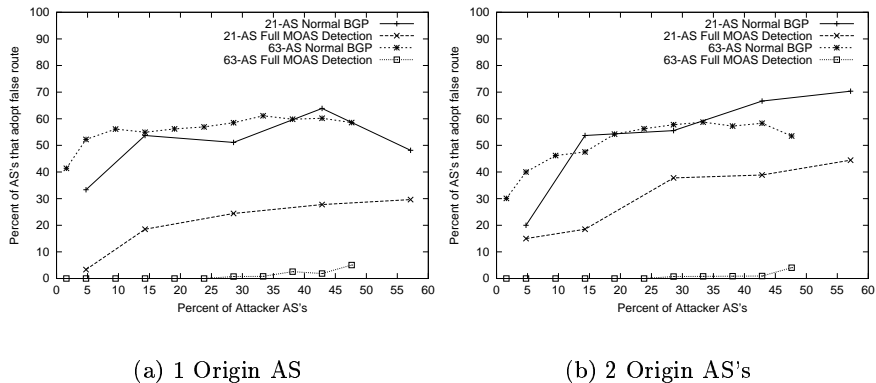 100
90
80
70
60
50
40
30
20
10
0
Percent of AS's that adopt false route
21-AS Normal BGP
21-AS Full MOAS Detection
63-AS Normal BGP
63-AS Full MOAS Detection
0 5 10 15 20 25 30 35 40 45 50 55 60
Percent of Attacker AS's
(a) 1 Origin AS
100
90
80
70
60
50
40
30
20
10
0
Percent of AS's that adopt false route
21-AS Normal BGP
21-AS Full MOAS Detection
63-AS Normal BGP
63-AS Full MOAS Detection
0 5 10 15 20 25 30 35 40 45 50 55 60
Percent of Attacker AS's
(b) 2 Origin AS's